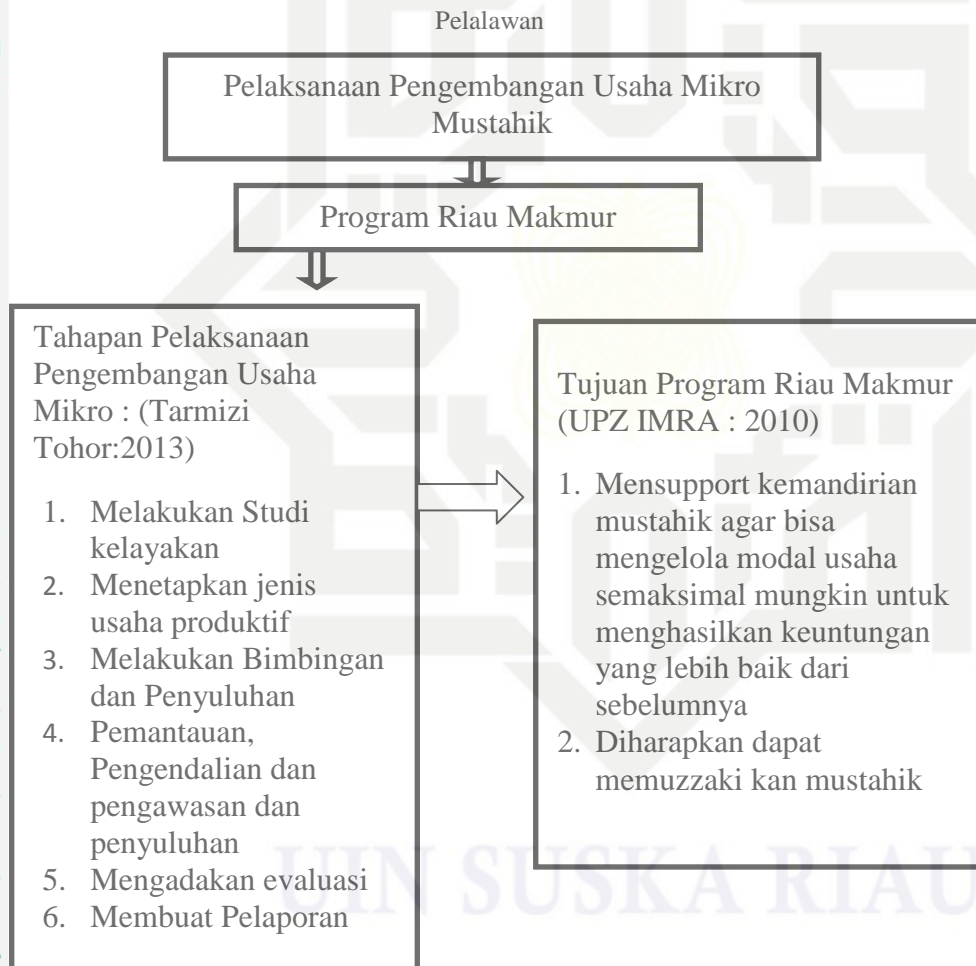 Pelalawan
Pelaksanaan Pengembangan Usaha Mikro
Mustahik
Program Riau Makmur
Tahapan Pelaksanaan
Pengembangan Usaha
Mikro : (Tarmizi
Tohor:2013)
1. Melakukan Studi
kelayakan
2. Menetapkan jenis
usaha produktif
3. Melakukan Bimbingan
dan Penyuluhan
4. Pemantauan,
Pengendalian dan
pengawasan dan
penyuluhan
5. Mengadakan evaluasi
6. Membuat Pelaporan
Tujuan Program Riau Makmur
(UPZ IMRA : 2010)
1. Mensupport kemandirian
mustahik agar bisa
mengelola modal usaha
semaksimal mungkin untuk
menghasilkan keuntungan
yang lebih baik dari
sebelumnya
2. Diharapkan dapat
memuzzaki kan mustahik
UIN SUSKA RIAU